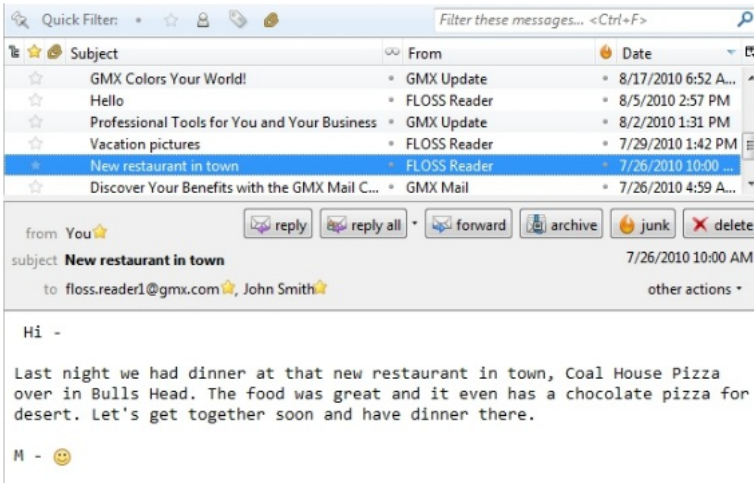 Quick Filter:
Filter these messages... <Ctrl+F>
Subject From Date
GMX Colors Your World! GMX Update 8/17/2010 6:52 A...
Hello FLOSS Reader 8/5/2010 2:57 PM
Professional Tools for You and Your Business GMX Update 8/2/2010 1:31 PM
Vacation pictures FLOSS Reader 7/29/2010 1:42 PM
New restaurant in town FLOSS Reader 7/26/2010 10:00 ...
Discover Your Benefits with the GMX Mail C... GMX Mail 7/26/2010 4:59 A...
from You reply reply all forward archive junk delete
subject New restaurant in town 7/26/2010 10:00 AM
to floss.reader1@gmx.com, John Smith other actions
Hi -
Last night we had dinner at that new restaurant in town, Coal House Pizza
over in Bulls Head. The food was great and it even has a chocolate pizza for
desert. Let's get together soon and have dinner there.
M -